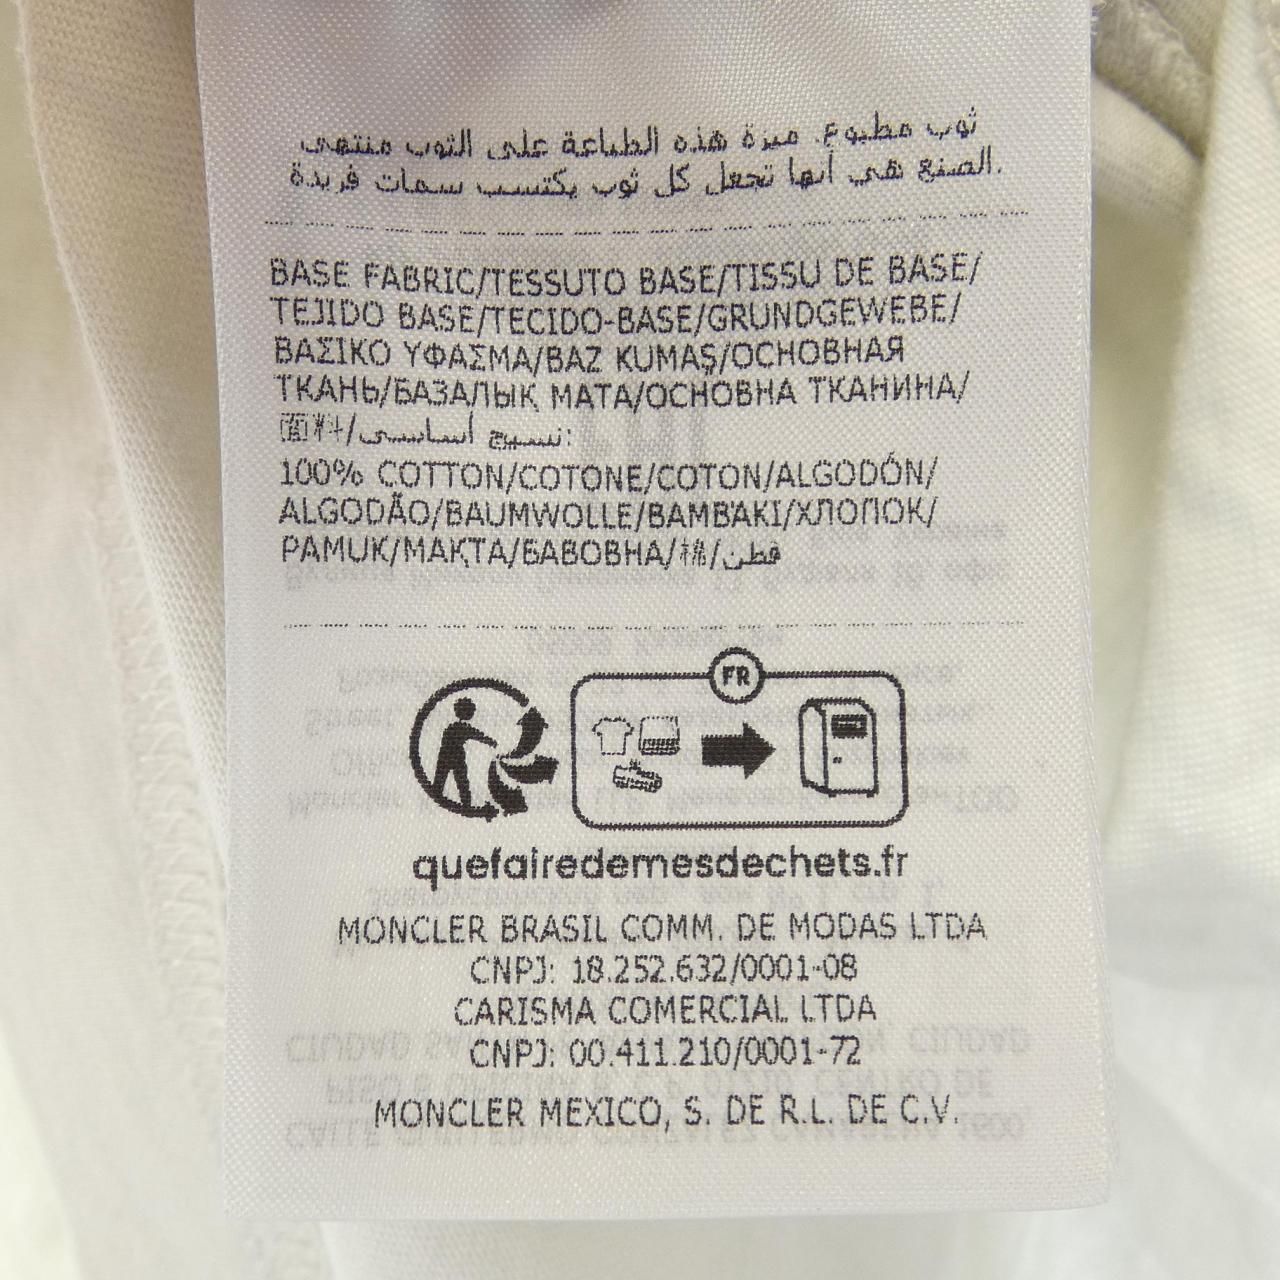 ثوب مطبوع. ميزة هذه الطباعة على الثوب منتهى
الصنع هي أنها تجعل كل ثوب يكتسب سمات فريدة.
BASE FABRIC/TESSUTO BASE/TISSU DE BASE/
TEJIDO BASE/TECIDO-BASE/GRUNDGEWEBE/
ΒΑΣΙΚΟ ΥΦΑΣΜΑ/BAZ KUMAŞ/ОСНОВНАЯ
ТКАНЬ/БАЗАЛЫҚ МАТА/ОСНОВНА ТКАНИНА/
面料/نسيج أساسي:
100% COTTON/COTONE/COTON/ALGODÓN/
ALGODÃO/BAUMWOLLE/ΒΑΜΒΆΚΙ/ХЛОПОК/
PAMUK/МАҚТА/БАВОВНА/棉/قطن
FR
quefairedemesdechets.fr
MONCLER BRASIL COMM. DE MODAS LTDA
CNPJ: 18.252.632/0001-08
CARISMA COMERCIAL LTDA
CNPJ: 00.411.210/0001-72
MONCLER MEXICO, S. DE R.L. DE C.V.